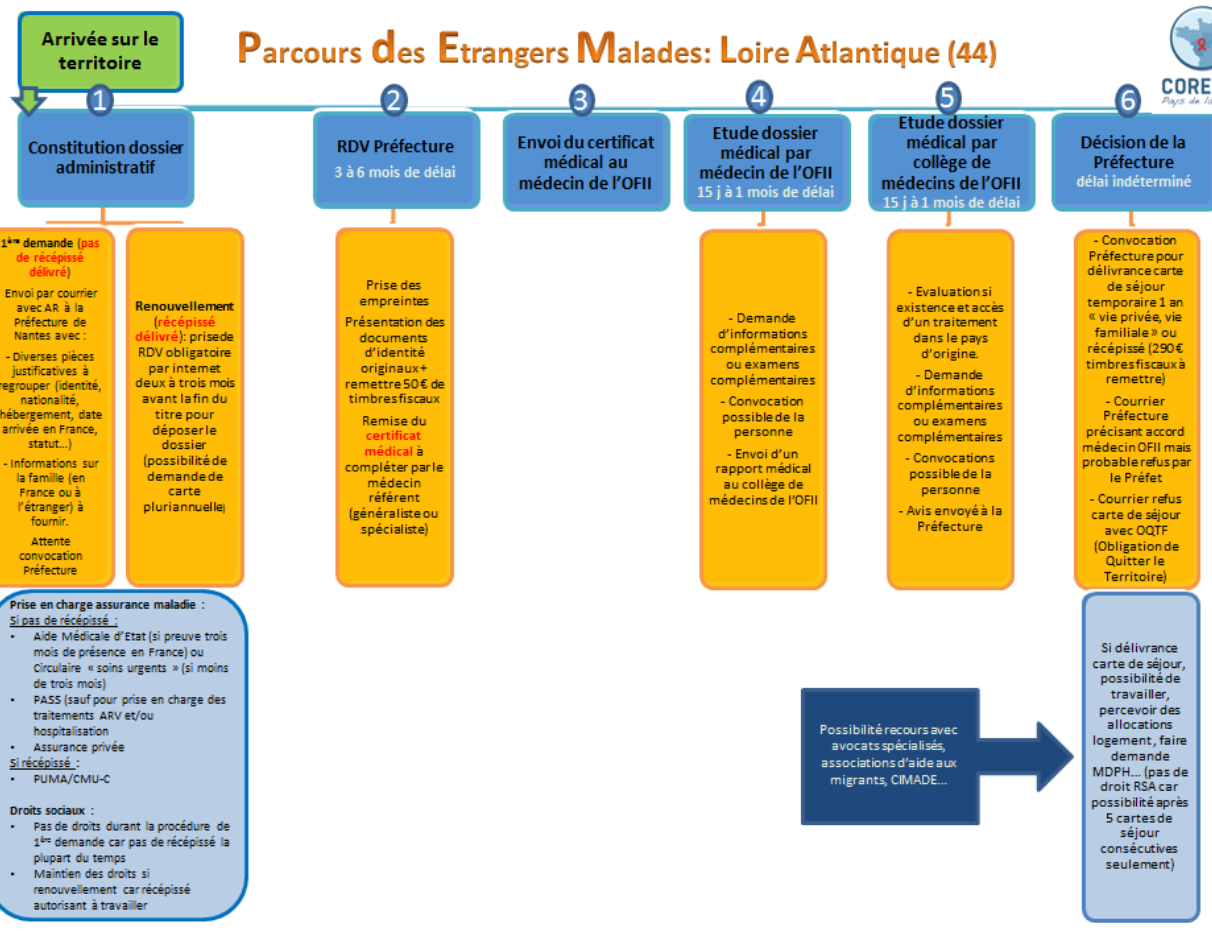 Arrivée sur le
territoire
Parcours des Etrangers Malades: Loire Atlantique (44)
CORE
Pays de la
1
Constitution dossier
administratif
2
RDV Préfecture
3 à 6 mois de délai
3
Envoi du certificat
médical au
médecin de l'OFII
4
Etude dossier
médical par
médecin de l'OFII
15 j à 1 mois de délai
5
Etude dossier
médical par
collège de
médecins de l'OFII
15 j à 1 mois de délai
6
Décision de la
Préfecture
délai indéterminé
1ère demande (pas
de récépissé
délivré)
Envoi par courrier
avec AR à la
Préfecture de
Nantes avec :
- Diverses pièces
justificatives à
regrouper (identité,
nationalité,
hébergement, date
arrivée en France,
statut...)
- Informations sur
la famille (en
France ou à
l'étranger) à
fournir.
Attente
convocation
Préfecture
Renouvellement
(récépissé
délivré): prisede
RDV obligatoire
par internet
deux à trois mois
avant la fin du
titre pour
déposer le
dossier
(possibilité de
demande de
carte
pluriannuelle)
Prise des
empreintes
Présentation des
documents
d'identité
originaux+
remettre 50€ de
timbres fiscaux
Remise du
certificat
médical à
compléter par le
médecin
référent
(généraliste ou
spécialiste)
- Demande
d'informations
complémentaires
ou examens
complémentaires
- Convocation
possible de la
personne
- Envoi d'un
rapport médical
au collège de
médecins de l'OFII
- Evaluation si
existence et accès
d'un traitement
dans le pays
d'origine.
- Demande
d'informations
complémentaires
ou examens
complémentaires
- Convocations
possible de la
personne
- Avis envoyé à la
Préfecture
- Convocation
Préfecture pour
délivrance carte
de séjour
temporaire 1 an
« vie privée, vie
familiale » ou
récépissé (290€
timbres fiscaux à
remettre)
- Courrier
Préfecture
précisant accord
médecin OFII mais
probable refus par
le Préfet
- Courrier refus
carte de séjour
avec OQTF
(Obligation de
Quitter le
Territoire)
Prise en charge assurance maladie :
Si pas de récépissé :
• Aide Médicale d'Etat (si preuve trois
mois de présence en France) ou
Circulaire « soins urgents » (si moins
de trois mois)
• PASS (sauf pour prise en charge des
traitements ARV et/ou
hospitalisation
• Assurance privée
Si récépissé :
• PUMA/CMU-C
Droits sociaux :
• Pas de droits durant la procédure de
1ère demande car pas de récépissé la
plupart du temps
• Maintien des droits si
renouvellement car récépissé
autorisant à travailler
Possibilité recours avec
avocats spécialisés,
associations d'aide aux
migrants, CIMADE...
Si délivrance
carte de séjour,
possibilité de
travailler,
percevoir des
allocations
logement, faire
demande
MDPH... (pas de
droit RSA car
possibilité après
5 cartes de
séjour
consécutives
seulement)